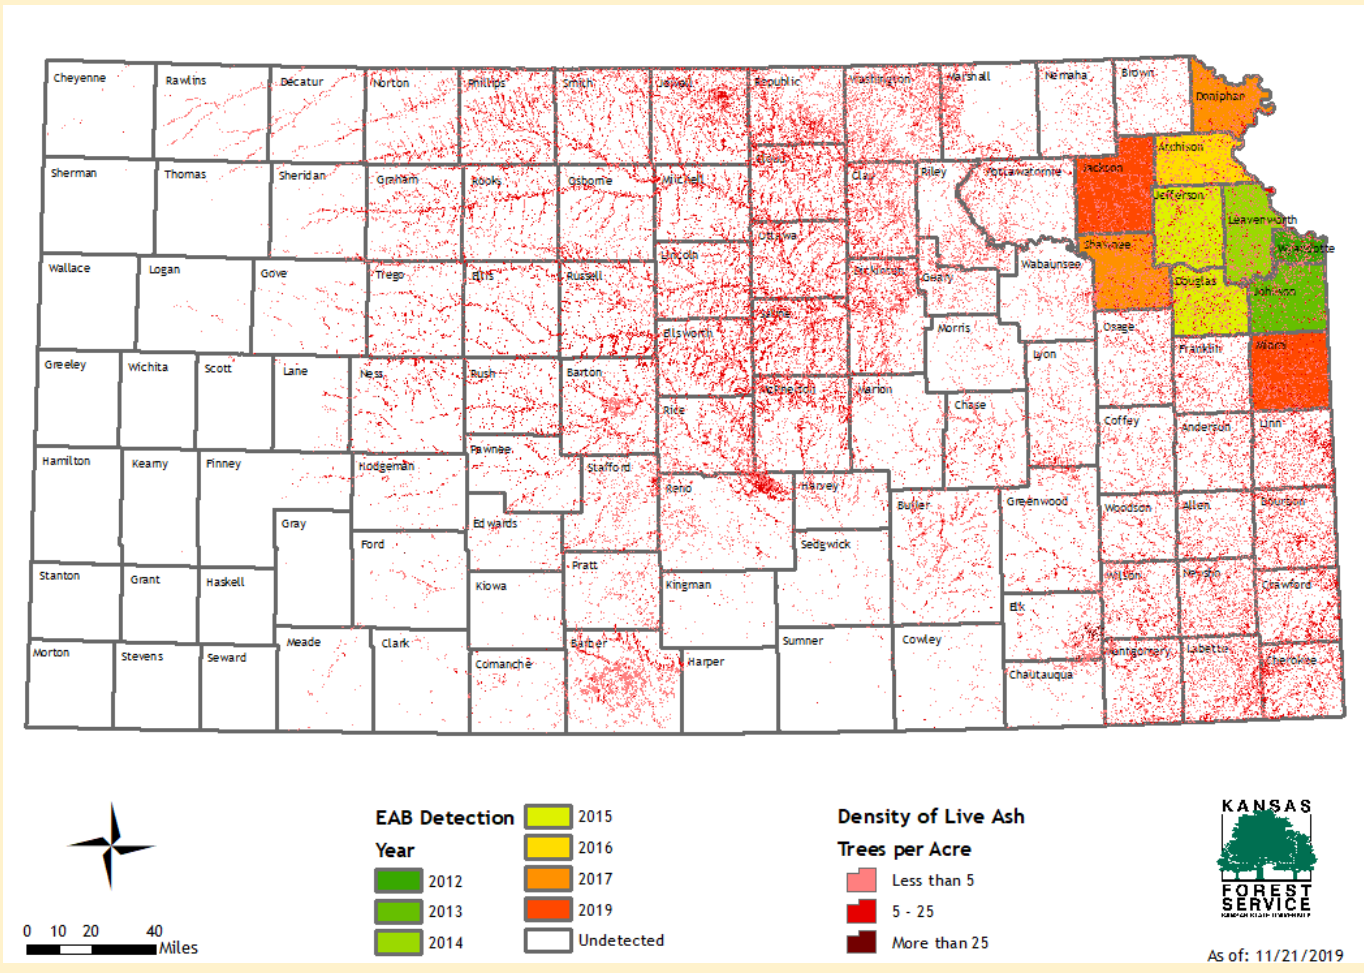 Cheyenne Rawlins Decatur Norton Phillips Smith Jewell Republic Washington Marshall Nemaha Brown Doniphan
Atchison
Sherman Thomas Sheridan Graham Rooks Osborne Mitchell Cloud Clay Riley Pottawatomie Jackson
Jefferson
Leavenworth
Wyandotte
Wallace Logan Gove Trego Ellis Russell Lincoln Ottawa Dickinson Geary Wabaunsee Shawnee Douglas Johnson
Saline
Ellsworth Morris Osage
Greeley Wichita Scott Lane Ness Rush Barton Lyon Franklin Miami
Rice McPherson Marion Chase Coffey Anderson Linn
Hamilton Kearny Finney Hodgeman Pawnee Stafford Reno Harvey Butler Greenwood Woodson Allen Bourbon
Gray Ford Edwards Sedgwick
Stanton Grant Haskell Kiowa Pratt Kingman Elk Wilson Neosho Crawford
Morton Stevens Seward Meade Clark Comanche Barber Harper Sumner Cowley Chautauqua Montgomery Labette Cherokee
EAB Detection
Year
2012
2013
2014
2015
2016
2017
2019
Undetected
Density of Live Ash
Trees per Acre
Less than 5
5 - 25
More than 25
0 10 20 40
Miles
KANSAS
FOREST
SERVICE
KANSAS STATE UNIVERSITY
As of: 11/21/2019